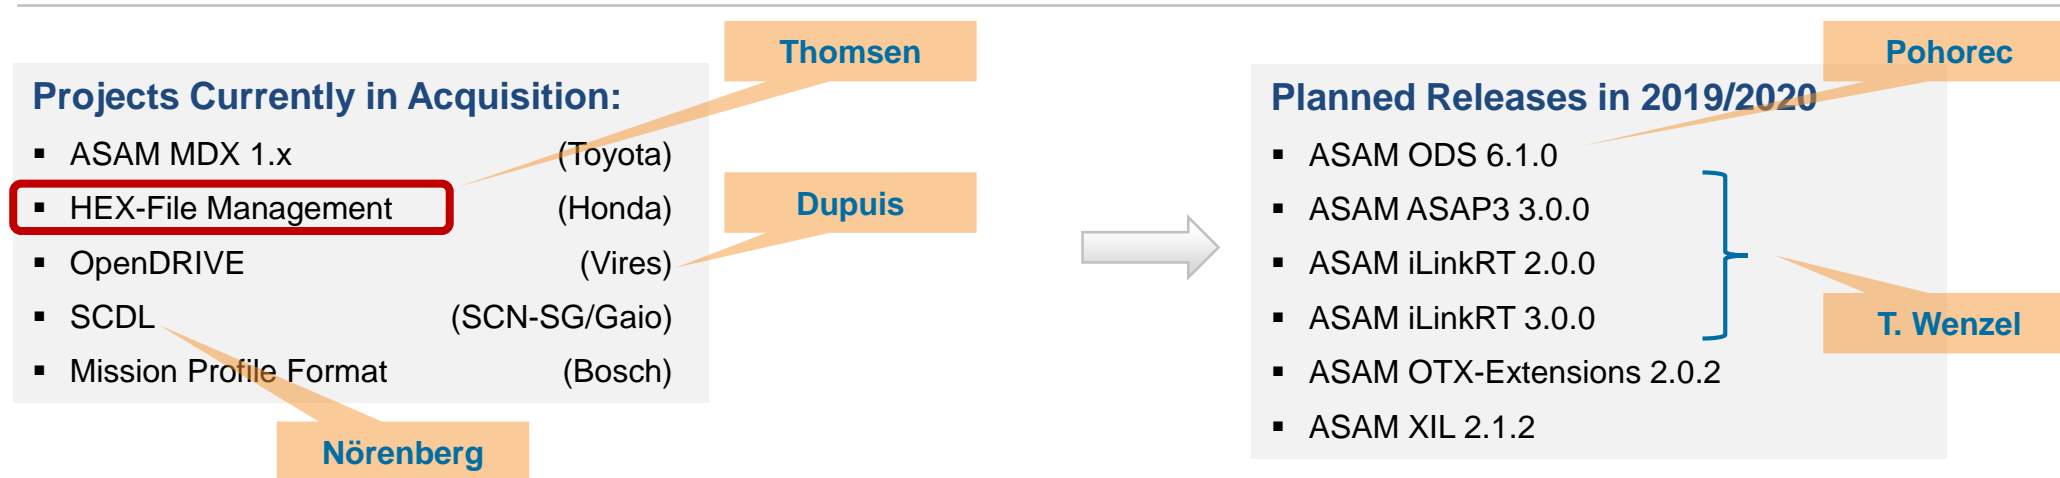 Thomsen
Pohorec
Projects Currently in Acquisition:
▪ ASAM MDX 1.x (Toyota)
▪ HEX-File Management (Honda)
▪ OpenDRIVE (Vires)
▪ SCDL (SCN-SG/Gaio)
▪ Mission Profile Format (Bosch)
Dupuis
Nörenberg
Planned Releases in 2019/2020
▪ ASAM ODS 6.1.0
▪ ASAM ASAP3 3.0.0
▪ ASAM iLinkRT 2.0.0
▪ ASAM iLinkRT 3.0.0
▪ ASAM OTX-Extensions 2.0.2
▪ ASAM XIL 2.1.2
T. Wenzel